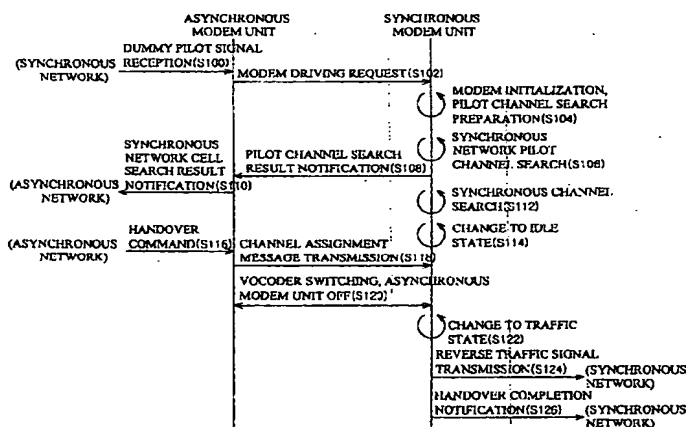 ASYNCHRONOUS
MODEM UNIT
SYNCHRONOUS
MODEM UNIT
DUMMY PILOT SIGNAL
RECEPTION(S100)
(SYNCHRONOUS
NETWORK)
MODEM DRIVING REQUEST(S102)
MODEM INITIALIZATION,
PILOT CHANNEL SEARCH
PREPARATION(S104)
SYNCHRONOUS
NETWORK PILOT
CHANNEL SEARCH(S106)
SYNCHRONOUS
NETWORK CELL
SEARCH RESULT
NOTIFICATION(S110)
PILOT CHANNEL SEARCH
RESULT NOTIFICATION(S108)
(ASYNCHRONOUS
NETWORK)
SYNCHRONOUS CHANNEL
SEARCH(S112)
CHANGE TO IDLE
STATE(S114)
HANDOVER
COMMAND(S116)
(ASYNCHRONOUS
NETWORK)
CHANNEL ASSIGNMENT
MESSAGE TRANSMISSION(S118)
VOCODER SWITCHING, ASYNCHRONOUS
MODEM UNIT OFF(S120)
CHANGE TO TRAFFIC
STATE(S122)
REVERSE TRAFFIC SIGNAL
TRANSMISSION(S124)
(SYNCHRONOUS
NETWORK)
HANDOVER COMPLETION
NOTIFICATION(S126)
(SYNCHRONOUS
NETWORK)